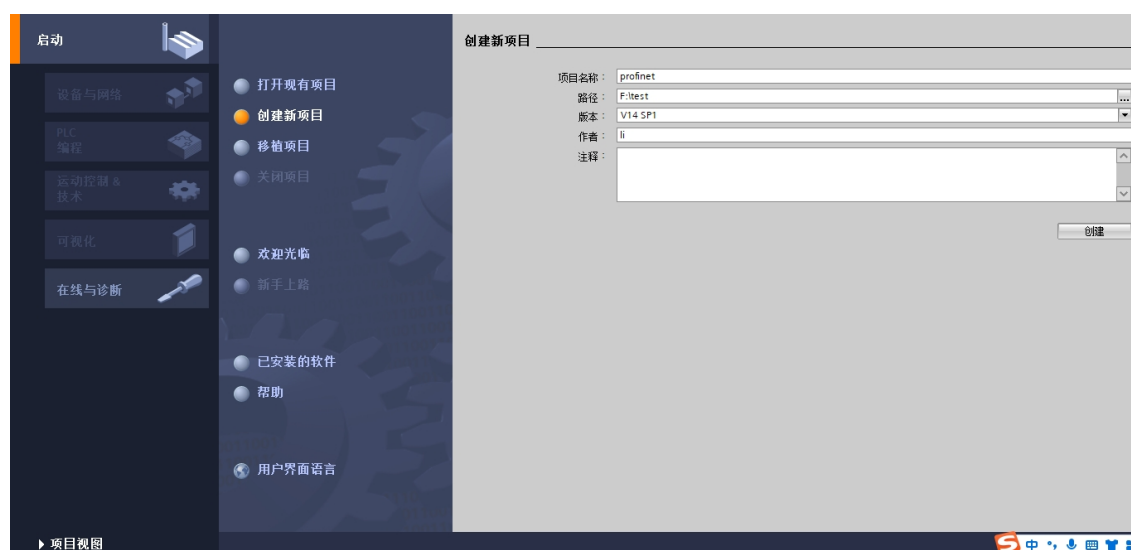 启动
设备与网络
PLC
编程
运动控制 &
技术
可视化
在线与诊断
项目视图
打开现有项目
创建新项目
移植项目
关闭项目
欢迎光临
新手上路
已安装的软件
帮助
用户界面语言
创建新项目
项目名称： profinet
路径： F:\test
...
版本： V14 SP1
作者： li
注释：
创建
中